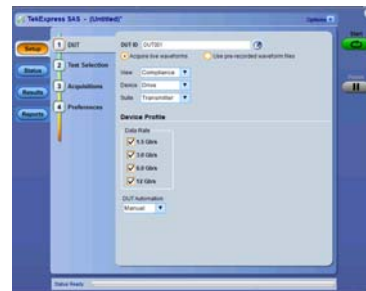 TekExpress SAS - (Untitled)*
Options
Setup
Status
Results
Reports
1 DUT
2 Test Selection
3 Acquisitions
4 Preferences
DUT ID DUT001
Acquire live waveforms
Use pre-recorded waveform files
View Compliance
Device Drive
Suite Transmitter
Device Profile
Data Rate
1.5 Gb/s
3.0 Gb/s
6.0 Gb/s
12 Gb/s
DUT Automation
Manual
Start
Pause
Status Ready